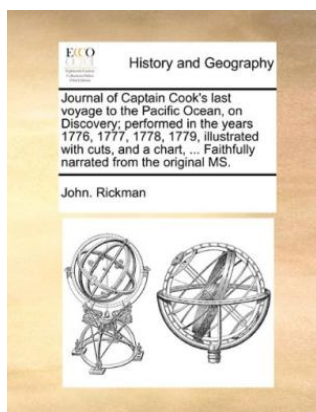 ECCO
History and Geography
Journal of Captain Cook's last
voyage to the Pacific Ocean, on
Discovery; performed in the years
1776, 1777, 1778, 1779, illustrated
with cuts, and a chart, ... Faithfully
narrated from the original MS.
John. Rickman